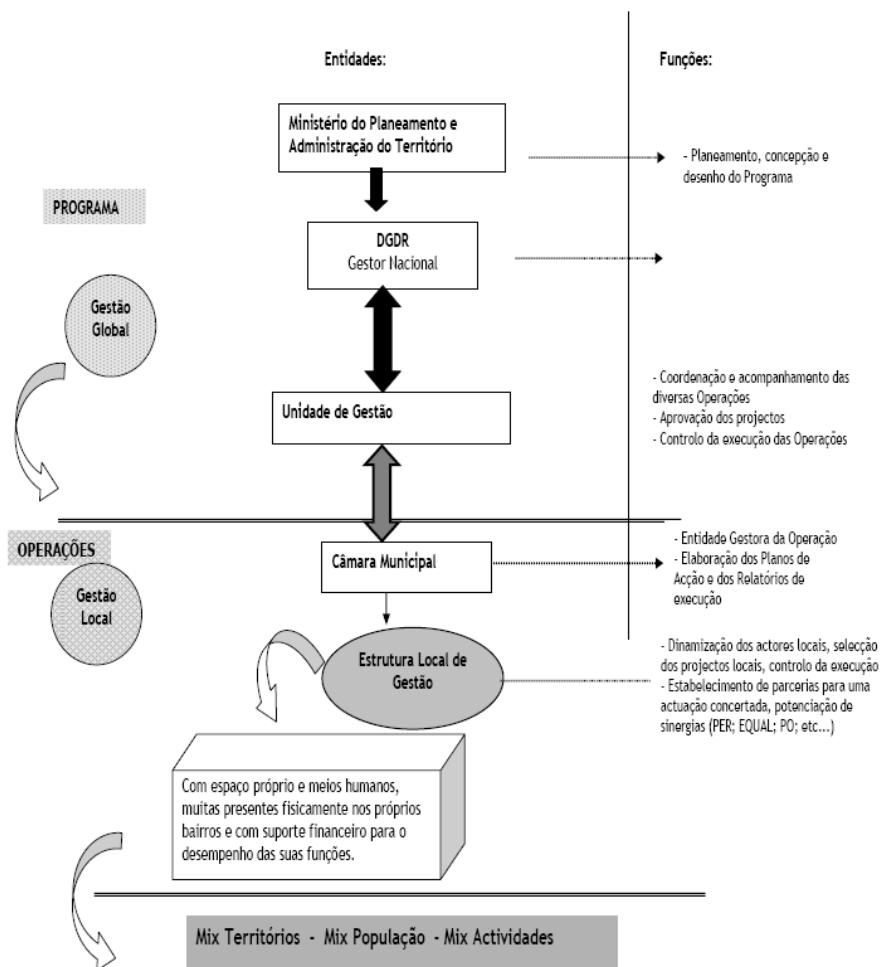 Entidades:
Funções:
Ministério do Planeamento e
Administração do Território
- Planeamento, concepção e
desenho do Programa
PROGRAMA
DGDR
Gestor Nacional
Gestão
Global
Unidade de Gestão
- Coordenação e acompanhamento das
diversas Operações
- Aprovação dos projectos
- Controlo da execução das Operações
OPERAÇÕES
Câmara Municipal
- Entidade Gestora da Operação
- Elaboração dos Planos de
Acção e dos Relatórios de
execução
Gestão
Local
Estrutura Local de
Gestão
- Dinamização dos actores locais, selecção
dos projectos locais, controlo da execução
- Estabelecimento de parcerias para uma
actuação concertada, potenciação de
sinergias (PER; EQUAL; PO; etc...)
Com espaço próprio e meios humanos,
muitas presentes fisicamente nos próprios
bairros e com suporte financeiro para o
desempenho das suas funções.
Mix Territórios - Mix População - Mix Actividades